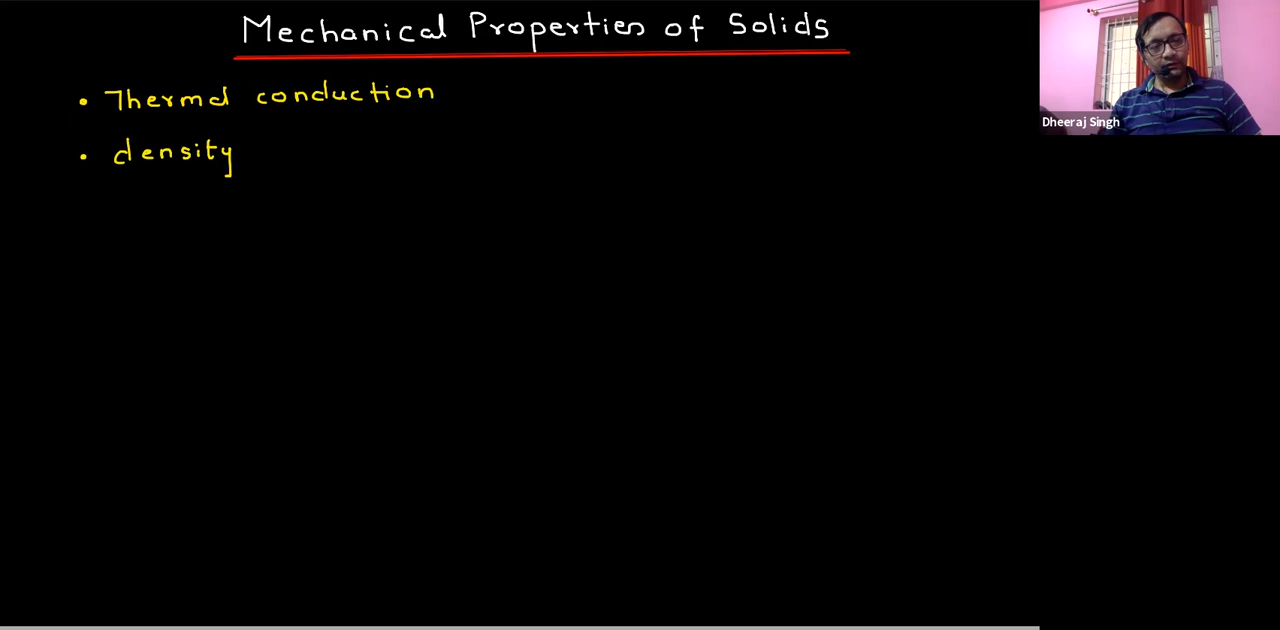 Mechanical Properties of Solids
• Thermal conduction
• density
Dheeraj Singh